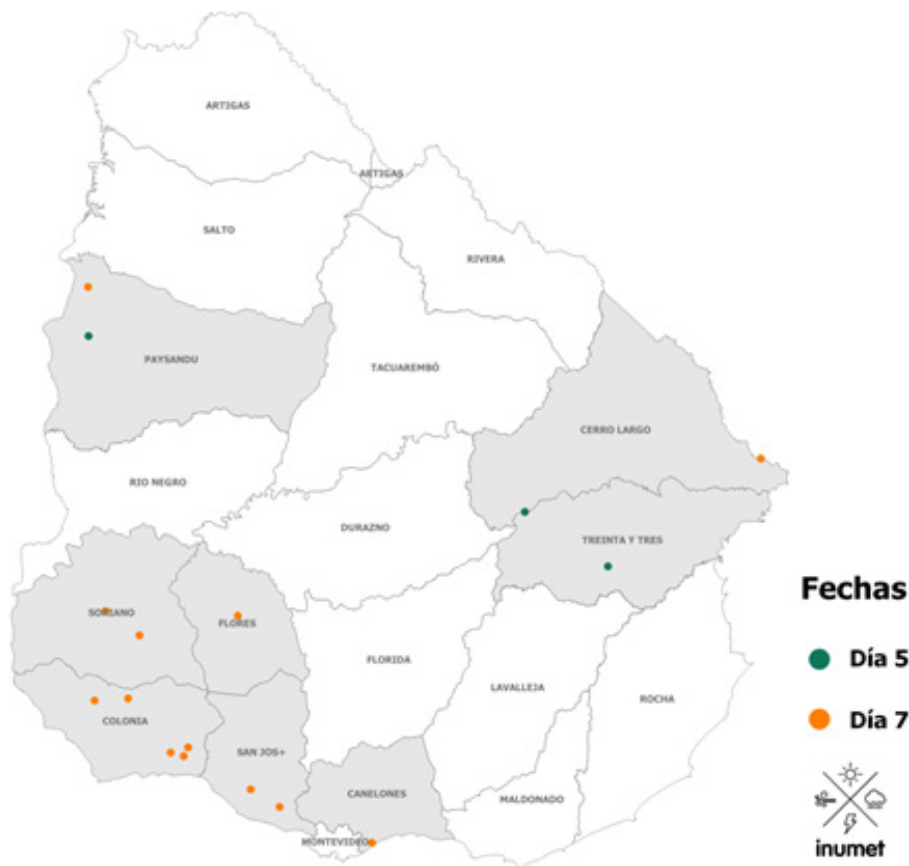 ARTIGAS
ARTIGAS
SALTO
RIVERA
PAYSANDU
TACUAREMBÓ
CERRO LARGO
RIO NEGRO
DURAZNO
TREINTA Y TRES
SORIANO
FLORES
FLORIDA
LAVALLEJA
ROCHA
COLONIA
SAN JOS+
CANELONES
MALDONADO
MONTEVIDEO
Fechas
Día 5
Día 7
inumet